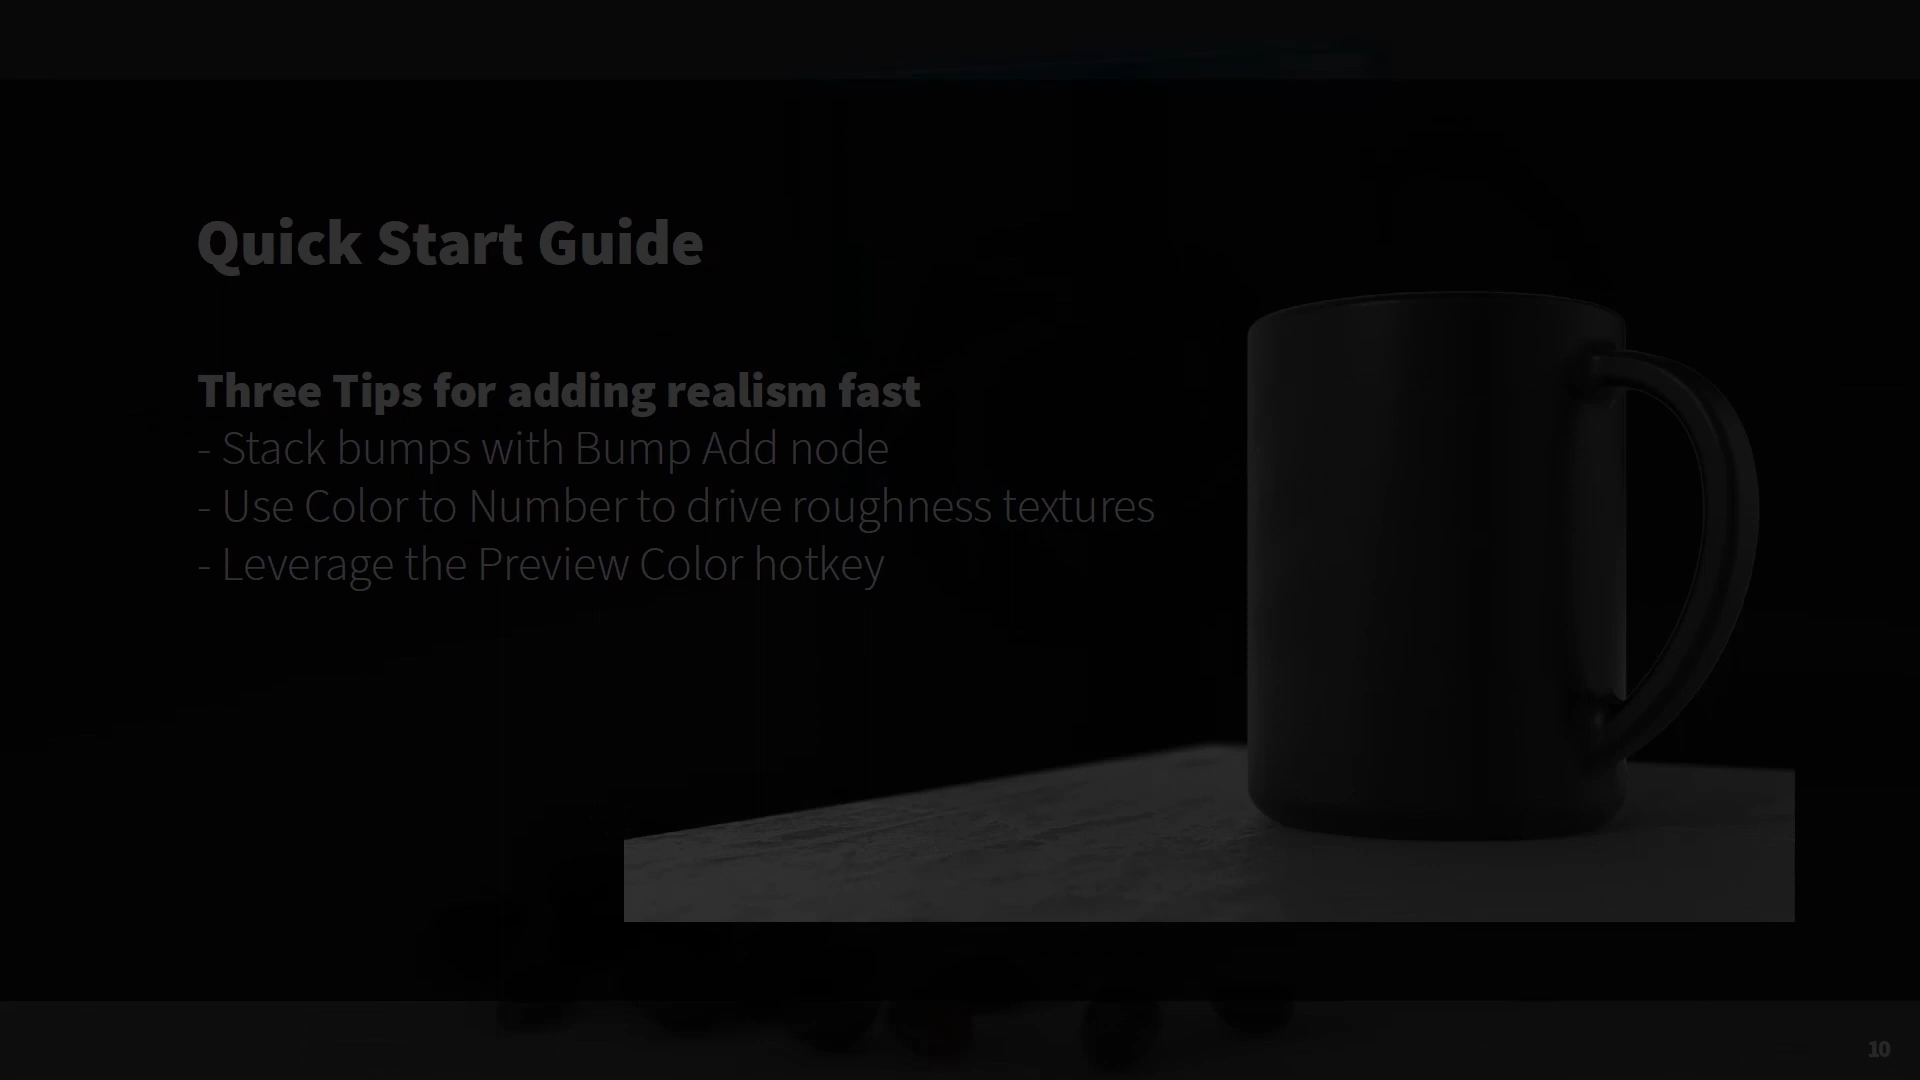 Quick Start Guide
Three Tips for adding realism fast
- Stack bumps with Bump Add node
- Use Color to Number to drive roughness textures
- Leverage the Preview Color hotkey
10